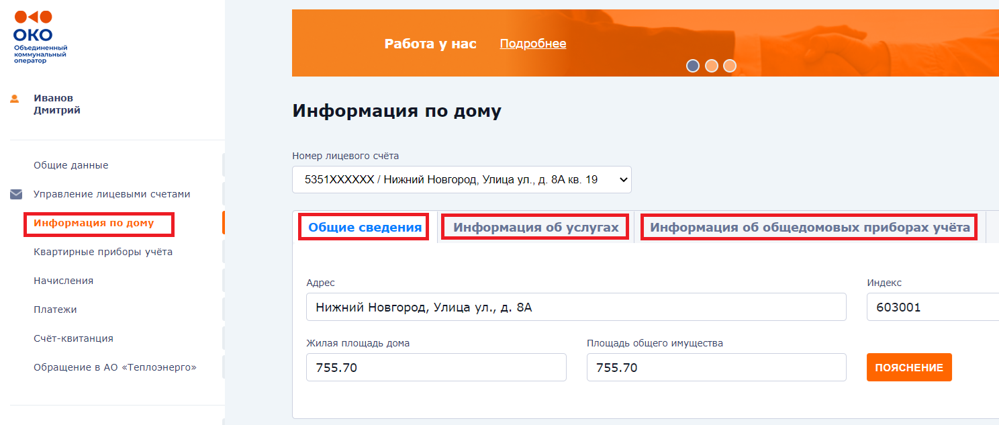 ОКО
Объединенный
коммунальный
оператор
Иванов
Дмитрий
Общие данные
Управление лицевыми счетами
Информация по дому
Квартирные приборы учёта
Начисления
Платежи
Счёт-квитанция
Обращение в АО «Теплоэнерго»
Работа у нас Подробнее
Информация по дому
Номер лицевого счёта
5351XXXXXX / Нижний Новгород, Улица ул., д. 8А кв. 19
Общие сведения Информация об услугах Информация об общедомовых приборах учёта
Адрес Индекс
Нижний Новгород, Улица ул., д. 8А 603001
Жилая площадь дома Площадь общего имущества
755.70 755.70 ПОЯСНЕНИЕ